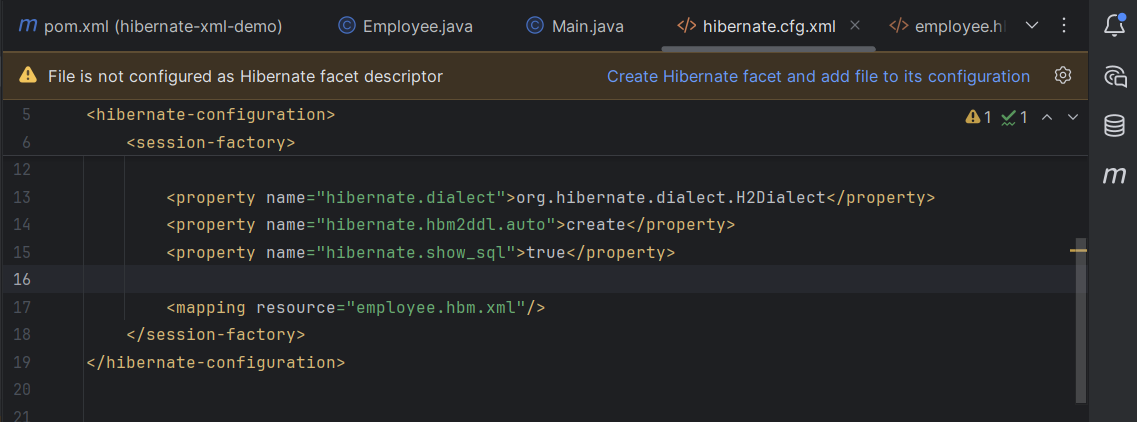 m pom.xml (hibernate-xml-demo) Employee.java Main.java hibernate.cfg.xml employee.h
File is not configured as Hibernate facet descriptor Create Hibernate facet and add file to its configuration
5 <hibernate-configuration> 1 1
6 <session-factory>
12
13 <property name="hibernate.dialect">org.hibernate.dialect.H2Dialect</property>
14 <property name="hibernate.hbm2ddl.auto">create</property>
15 <property name="hibernate.show_sql">true</property>
16
17 <mapping resource="employee.hbm.xml"/>
18 </session-factory>
19 </hibernate-configuration>
20
21